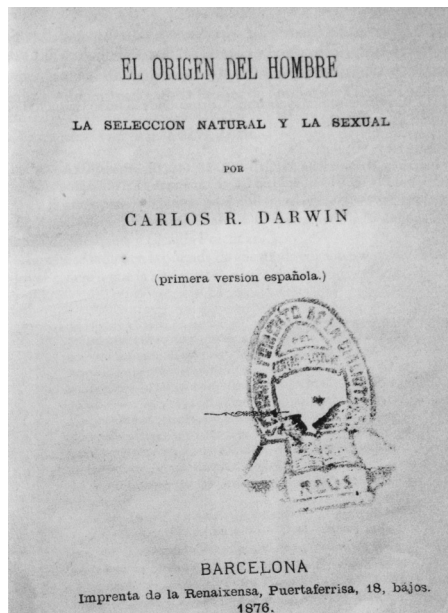 EL ORIGEN DEL HOMBRE
LA SELECCION NATURAL Y LA SEXUAL
POR
CARLOS R. DARWIN
(primera version española.)
REUS
BARCELONA
Imprenta de la Renaixensa, Puertaferrisa, 18, bajos.
1876.